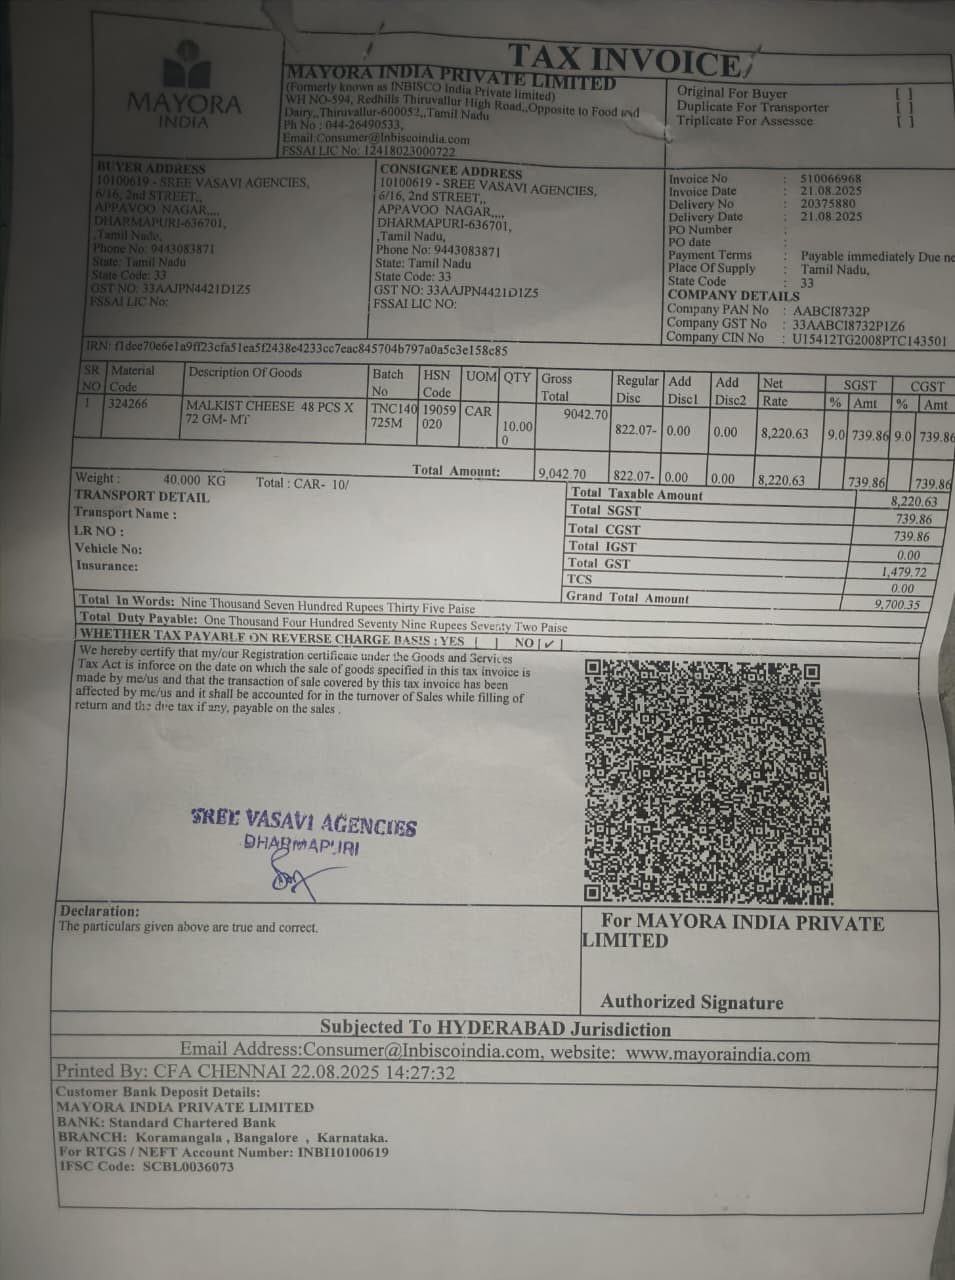 TAX INVOICE
MAYORA
INDIA
MAYORA INDIA PRIVATE LIMITED
(Formerly known as INBISCO India Private limited)
WH NO-594, Redhills Thiruvallur High Road,,Opposite to Food and
Dairy,,Thiruvallur-600052,,Tamil Nadu
Ph No : 044-26490533,
Email:Consumer@Inbiscoindia.com
FSSAI LIC No: 12418023000722
Original For Buyer [ ]
Duplicate For Transporter [ ]
Triplicate For Assessee [ ]
BUYER ADDRESS
10100619 - SREE VASAVI AGENCIES,
6/16, 2nd STREET,,
APPAVOO NAGAR,,,,
DHARMAPURI-636701,
,Tamil Nadu,
Phone No: 9443083871
State: Tamil Nadu
State Code: 33
GST NO: 33AAJPN4421D1Z5
FSSAI LIC No:
CONSIGNEE ADDRESS
10100619 - SREE VASAVI AGENCIES,
6/16, 2nd STREET,,
APPAVOO NAGAR,,,,
DHARMAPURI-636701,
,Tamil Nadu,
Phone No: 9443083871
State: Tamil Nadu
State Code: 33
GST NO: 33AAJPN4421D1Z5
FSSAI LIC No:
Invoice No : 510066968
Invoice Date : 21.08.2025
Delivery No : 20375880
Delivery Date : 21.08.2025
PO Number :
PO date :
Payment Terms : Payable immediately Due ne
Place Of Supply : Tamil Nadu,
State Code : 33
COMPANY DETAILS
Company PAN No : AABCI8732P
Company GST No : 33AABCI8732P1Z6
Company CIN No : U15412TG2008PTC143501
IRN: f1dee70e6e1a9ff23cfa51ea5f2438e4233cc7eac845704b797a0a5c3e158c85
SR NO Material Code Description Of Goods Batch No HSN Code UOM QTY Gross Total Regular Disc Add Disc1 Add Disc2 Net Rate SGST % Amt CGST % Amt
1 324266 MALKIST CHEESE 48 PCS X 72 GM- MT TNC140725M 19059020 CAR 10.000 9042.70 822.07- 0.00 0.00 8,220.63 9.0 739.86 9.0 739.86
Total Amount: 9,042.70 822.07- 0.00 0.00 8,220.63 739.86 739.86
Weight : 40.000 KG Total : CAR- 10/
TRANSPORT DETAIL
Transport Name :
LR NO :
Vehicle No:
Insurance:
Total Taxable Amount 8,220.63
Total SGST 739.86
Total CGST 739.86
Total IGST 0.00
Total GST 1,479.72
TCS 0.00
Grand Total Amount 9,700.35
Total In Words: Nine Thousand Seven Hundred Rupees Thirty Five Paise
Total Duty Payable: One Thousand Four Hundred Seventy Nine Rupees Seventy Two Paise
WHETHER TAX PAYABLE ON REVERSE CHARGE BASIS : YES [ ] NO [✓]
We hereby certify that my/our Registration certificate under the Goods and Services
Tax Act is inforce on the date on which the sale of goods specified in this tax invoice is
made by me/us and that the transaction of sale covered by this tax invoice has been
affected by me/us and it shall be accounted for in the turnover of Sales while filling of
return and the due tax if any, payable on the sales .
SREE VASAVI AGENCIES
DHARMAPURI
Declaration:
The particulars given above are true and correct.
For MAYORA INDIA PRIVATE
LIMITED
Authorized Signature
Subjected To HYDERABAD Jurisdiction
Email Address:Consumer@Inbiscoindia.com, website: www.mayoraindia.com
Printed By: CFA CHENNAI 22.08.2025 14:27:32
Customer Bank Deposit Details:
MAYORA INDIA PRIVATE LIMITED
BANK: Standard Chartered Bank
BRANCH: Koramangala , Bangalore , Karnataka.
For RTGS / NEFT Account Number: INBI10100619
IFSC Code: SCBL0036073